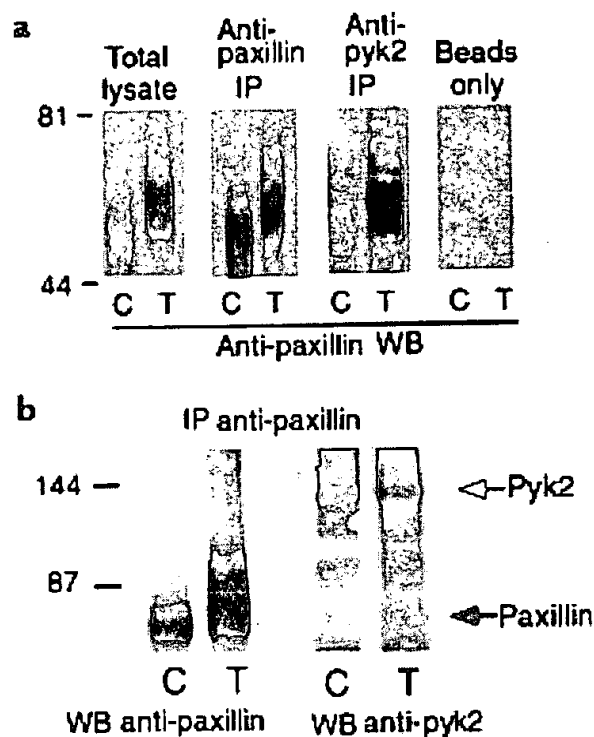 a
Total lysate
Anti-paxillin IP
Anti-pyk2 IP
Beads only
81
44
C T C T C T C T
Anti-paxillin WB
b
IP anti-paxillin
144
Pyk2
87
Paxillin
C T C T
WB anti-paxillin WB anti-pyk2